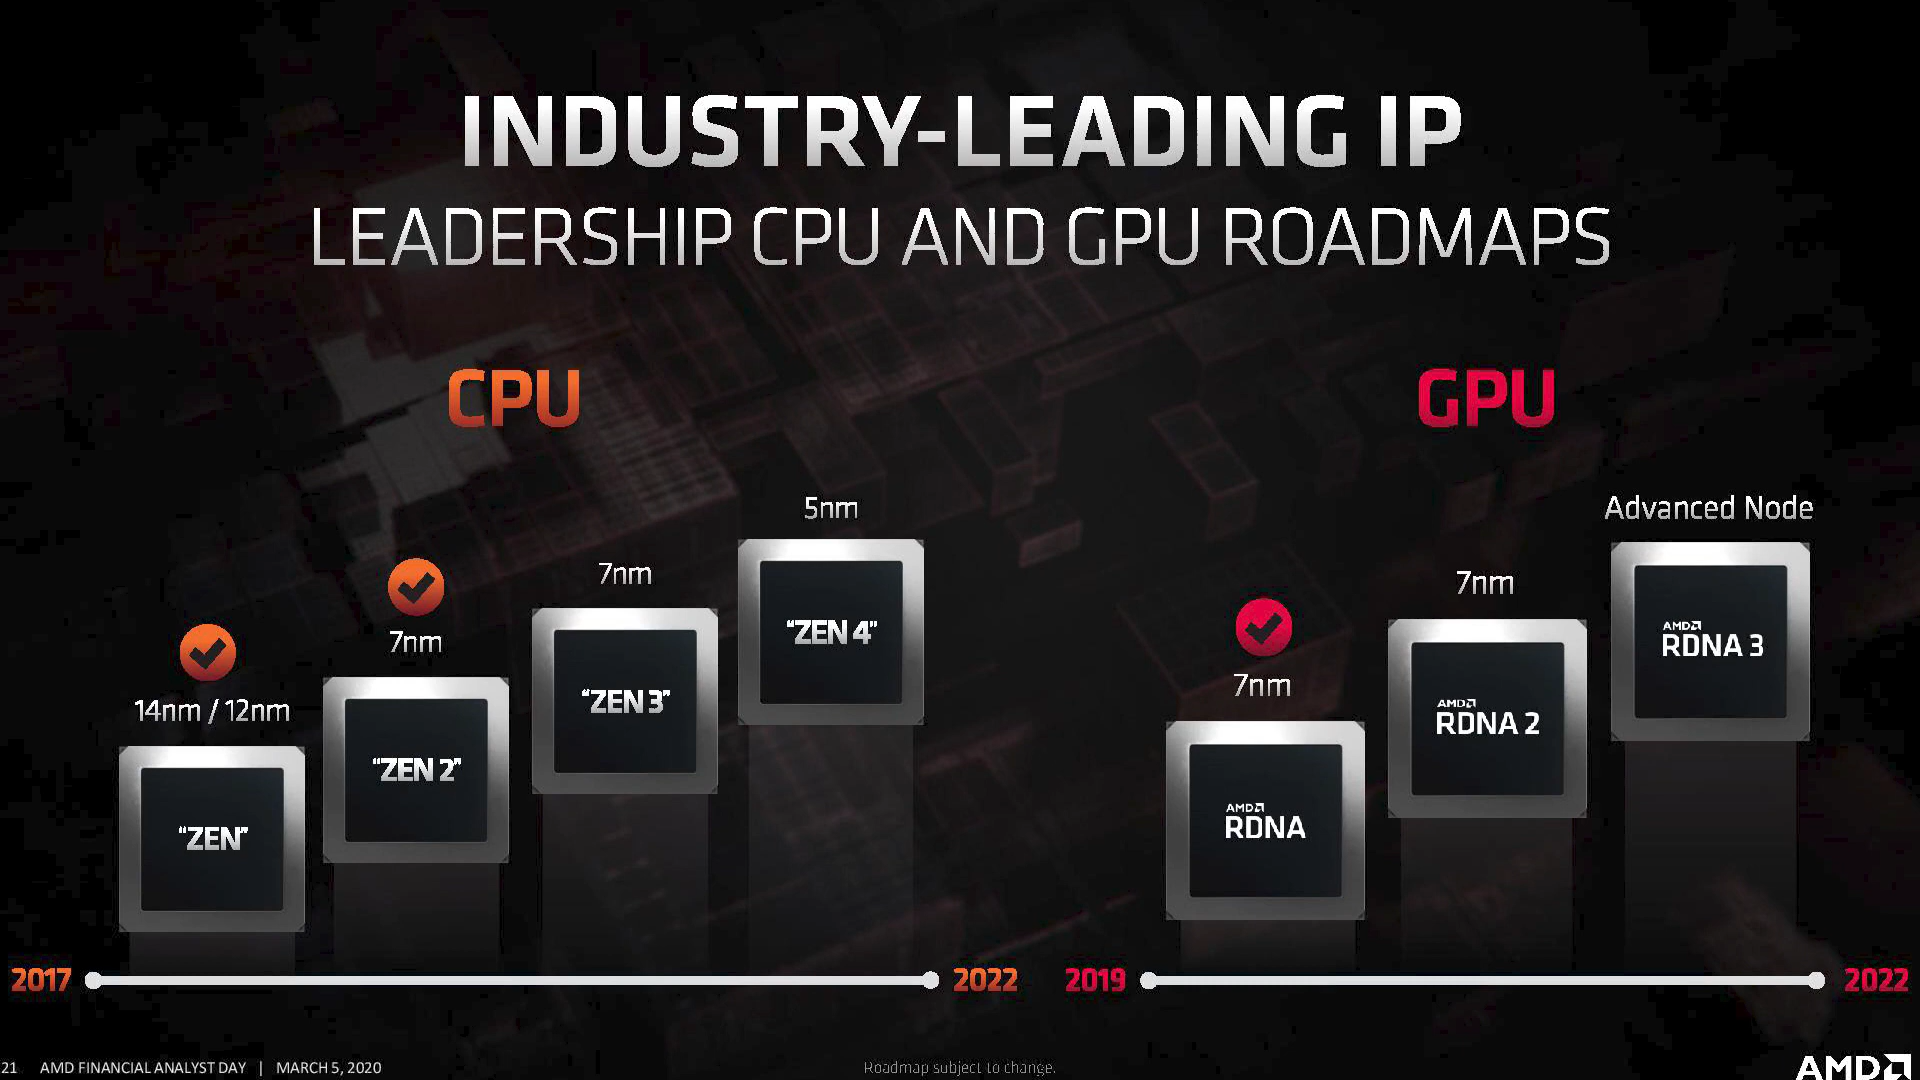 INDUSTRY-LEADING IP
LEADERSHIP CPU AND GPU ROADMAPS
CPU
14nm / 12nm
"ZEN"
7nm
"ZEN 2"
7nm
"ZEN 3"
5nm
"ZEN 4"
2017
2022
GPU
7nm
AMD
RDNA
7nm
AMD
RDNA 2
Advanced Node
AMD
RDNA 3
2019
2022
21 AMD FINANCIAL ANALYST DAY | MARCH 5, 2020
Roadmap subject to change.
AMD